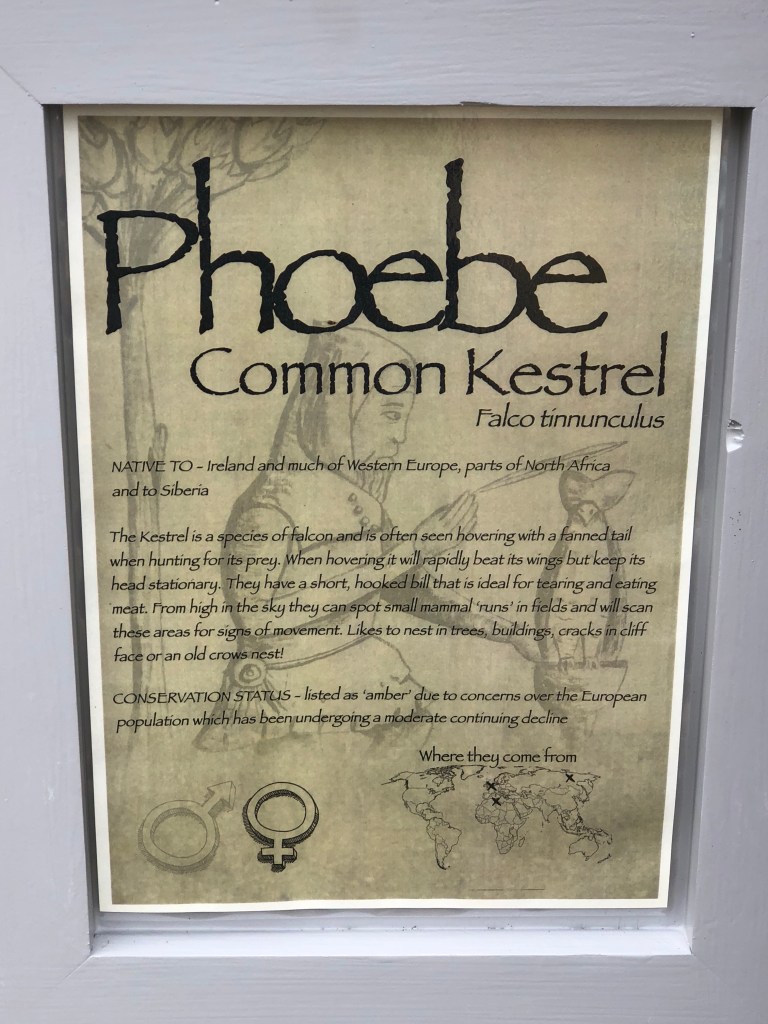 Phoebe
Common Kestrel
Falco tinnunculus
NATIVE TO - Ireland and much of Western Europe, parts of North Africa
and to Siberia
The Kestrel is a species of falcon and is often seen hovering with a fanned tail
when hunting for its prey. When hovering it will rapidly beat its wings but keep its
head stationary. They have a short, hooked bill that is ideal for tearing and eating
meat. From high in the sky they can spot small mammal 'runs' in fields and will scan
these areas for signs of movement. Likes to nest in trees, buildings, cracks in cliff
face or an old crows nest!
CONSERVATION STATUS - listed as 'amber' due to concerns over the European
population which has been undergoing a moderate continuing decline
Where they come from